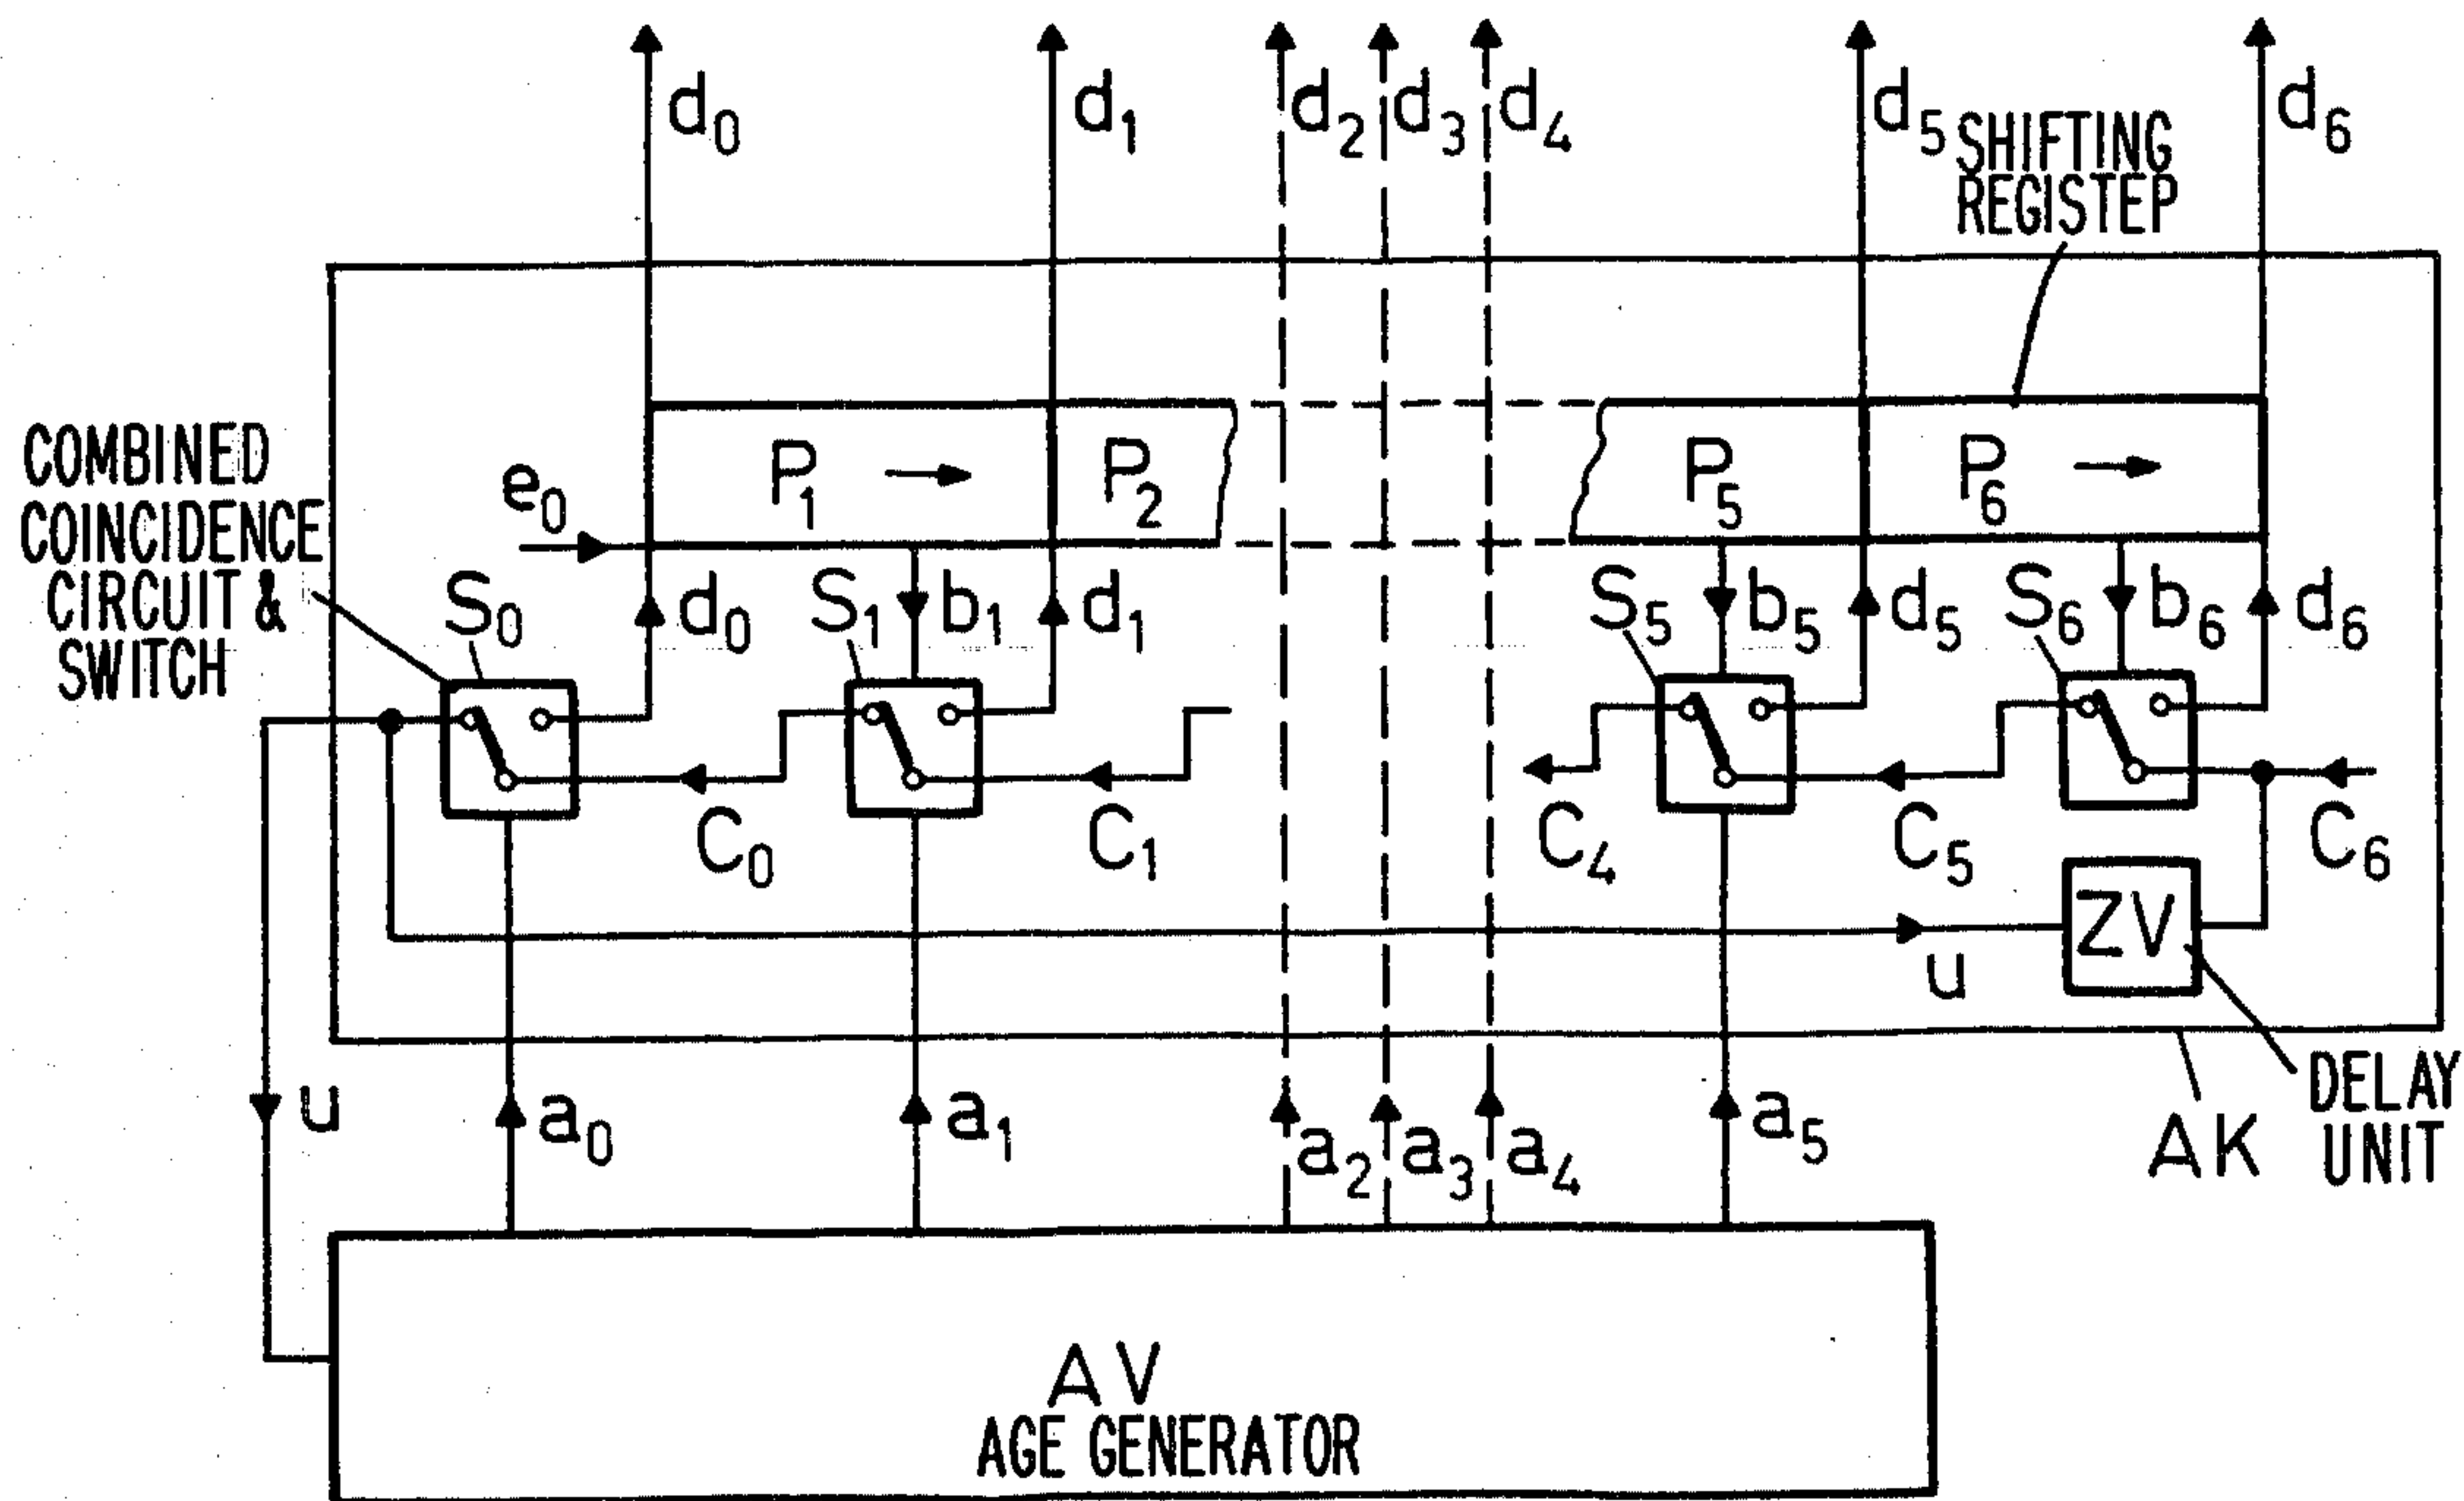 d₀ d₁ d₂ d₃ d₄ d₅ d₆
SHIFTING
REGISTEP
COMBINED
COINCIDENCE
CIRCUIT &
SWITCH
e₀ P₁ P₂ P₅ P₆
S₀ d₀ S₁ b₁ d₁ S₅ b₅ d₅ S₆ b₆ d₆
C₀ C₁ C₄ C₅ C₆
ZV
u
DELAY
UNIT
AK
u a₀ a₁ a₂ a₃ a₄ a₅
AV
AGE GENERATOR